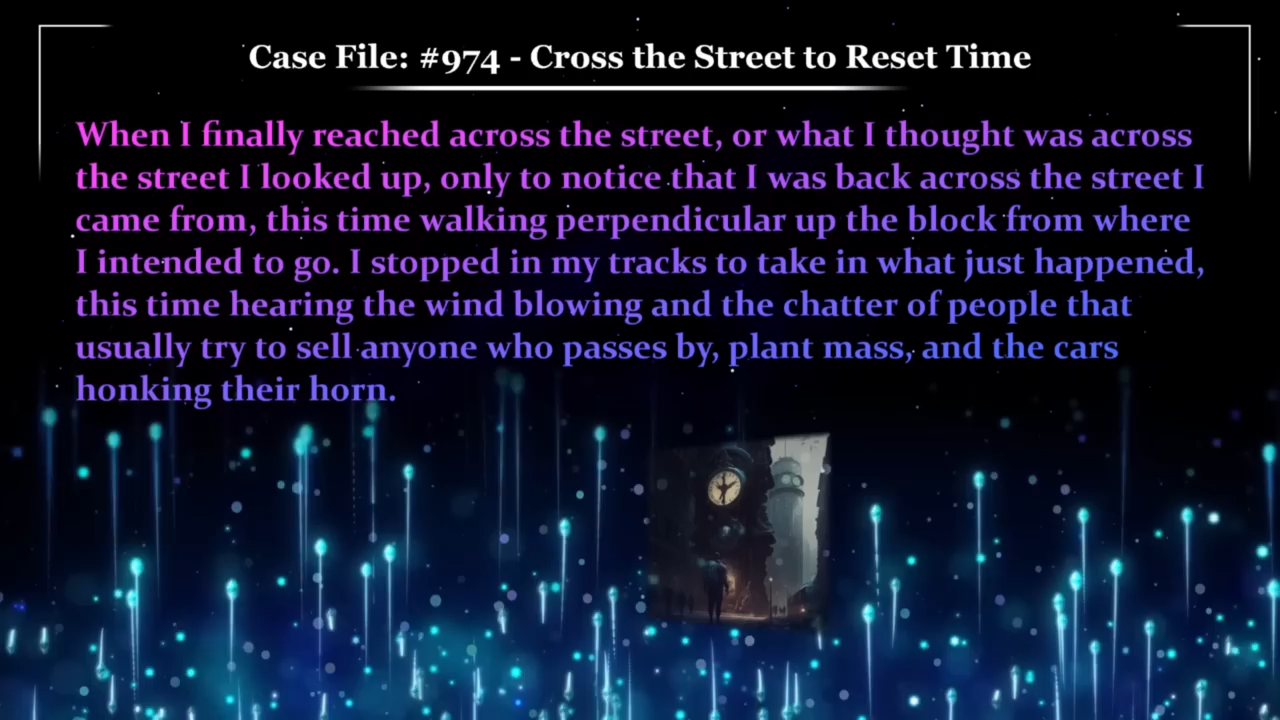 Case File: #974 - Cross the Street to Reset Time
When I finally reached across the street, or what I thought was across
the street I looked up, only to notice that I was back across the street I
came from, this time walking perpendicular up the block from where
I intended to go. I stopped in my tracks to take in what just happened,
this time hearing the wind blowing and the chatter of people that
usually try to sell anyone who passes by, plant mass, and the cars
honking their horn.